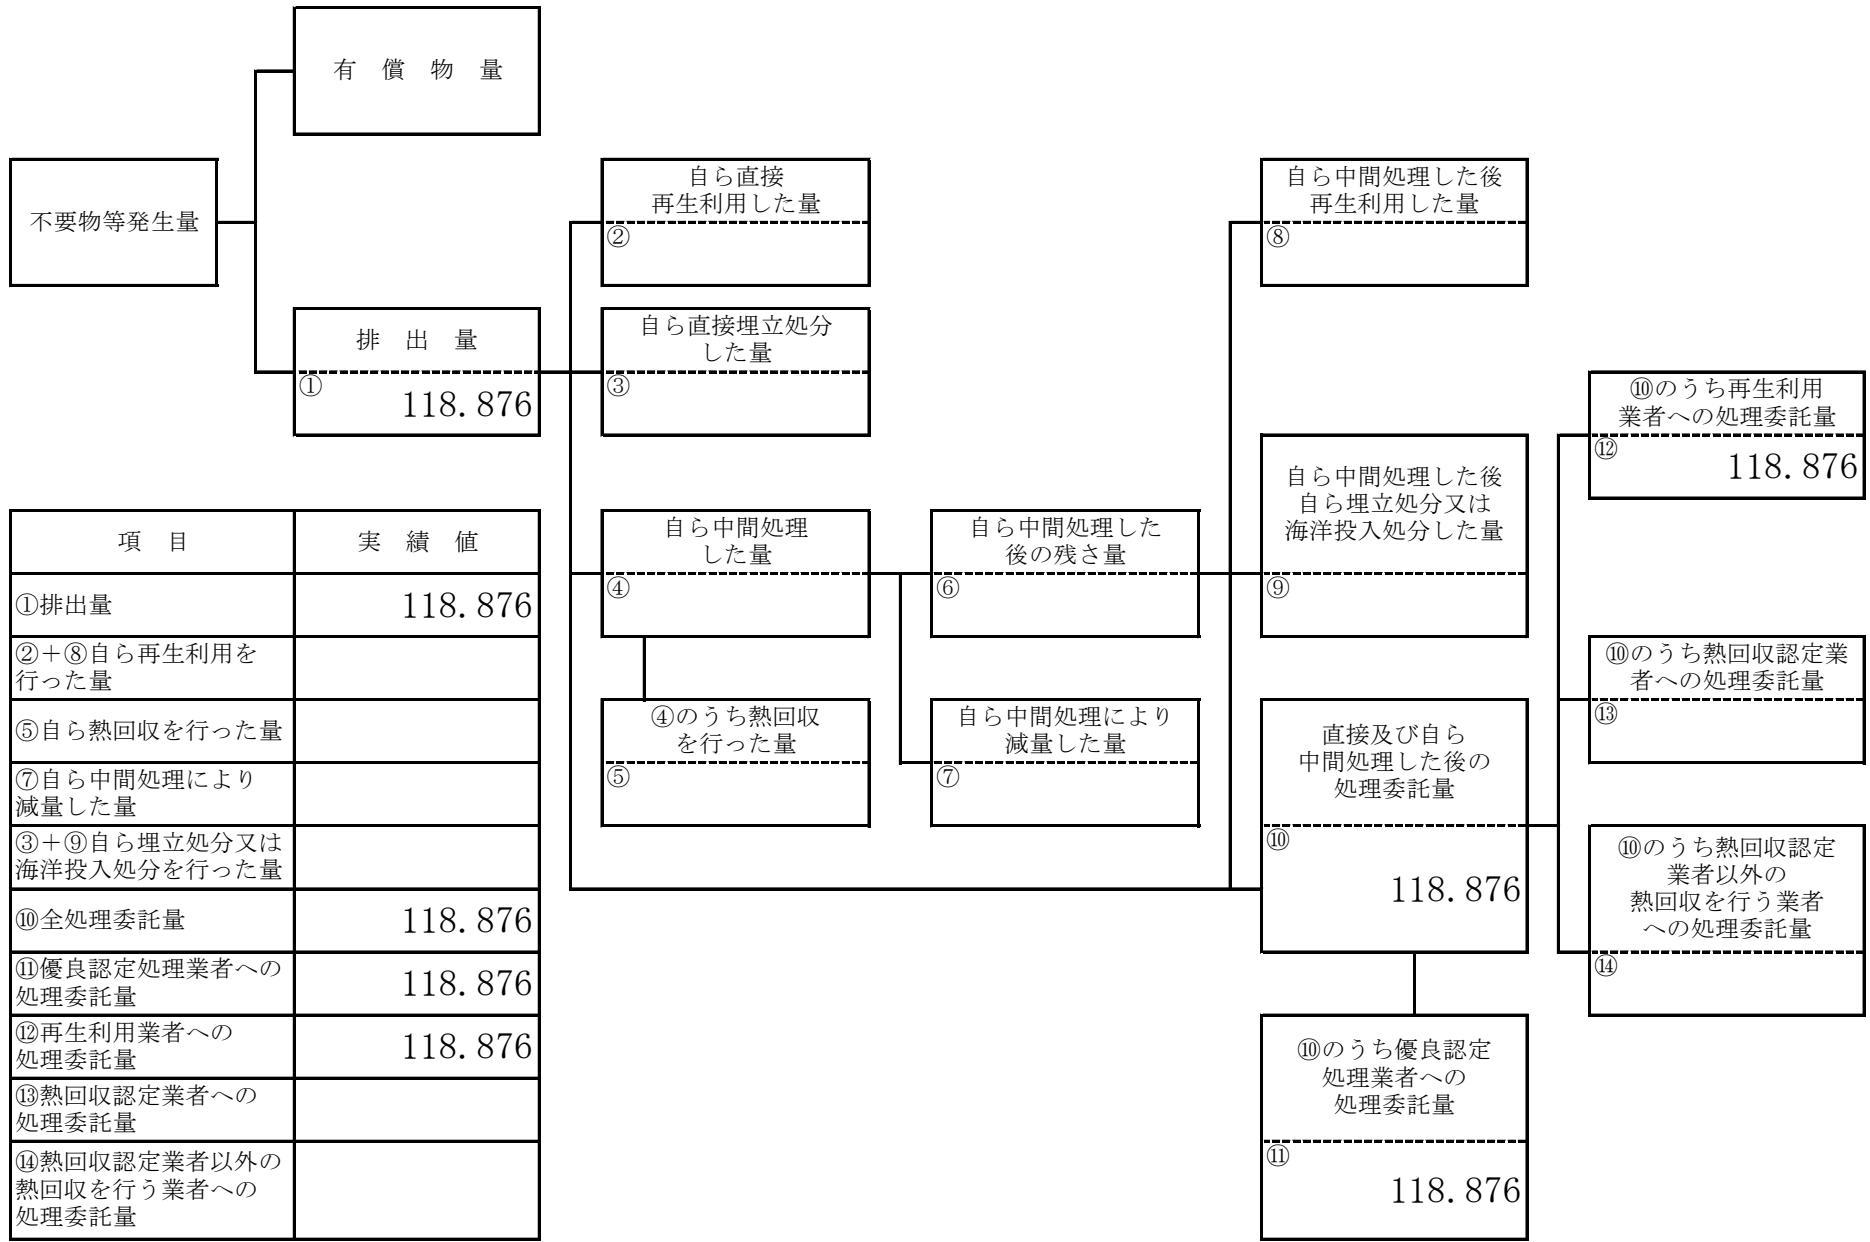 有　償　物　量
不要物等発生量
排　出　量
①
118.876
自ら直接
再生利用した量
②
自ら直接埋立処分
した量
③
自ら中間処理
した量
④
④のうち熱回収
を行った量
⑤
自ら中間処理した
後の残さ量
⑥
自ら中間処理により
減量した量
⑦
自ら中間処理した後
再生利用した量
⑧
自ら中間処理した後
自ら埋立処分又は
海洋投入処分した量
⑨
直接及び自ら
中間処理した後の
処理委託量
⑩
118.876
⑩のうち優良認定
処理業者への
処理委託量
⑪
118.876
⑩のうち再生利用
業者への処理委託量
⑫
118.876
⑩のうち熱回収認定業
者への処理委託量
⑬
⑩のうち熱回収認定
業者以外の
熱回収を行う業者
への処理委託量
⑭
項　目　実　績　値
①排出量　118.876
②＋⑧自ら再生利用を
行った量
⑤自ら熱回収を行った量
⑦自ら中間処理により
減量した量
③＋⑨自ら埋立処分又は
海洋投入処分を行った量
⑩全処理委託量　118.876
⑪優良認定処理業者への
処理委託量　118.876
⑫再生利用業者への
処理委託量　118.876
⑬熱回収認定業者への
処理委託量
⑭熱回収認定業者以外の
熱回収を行う業者への
処理委託量